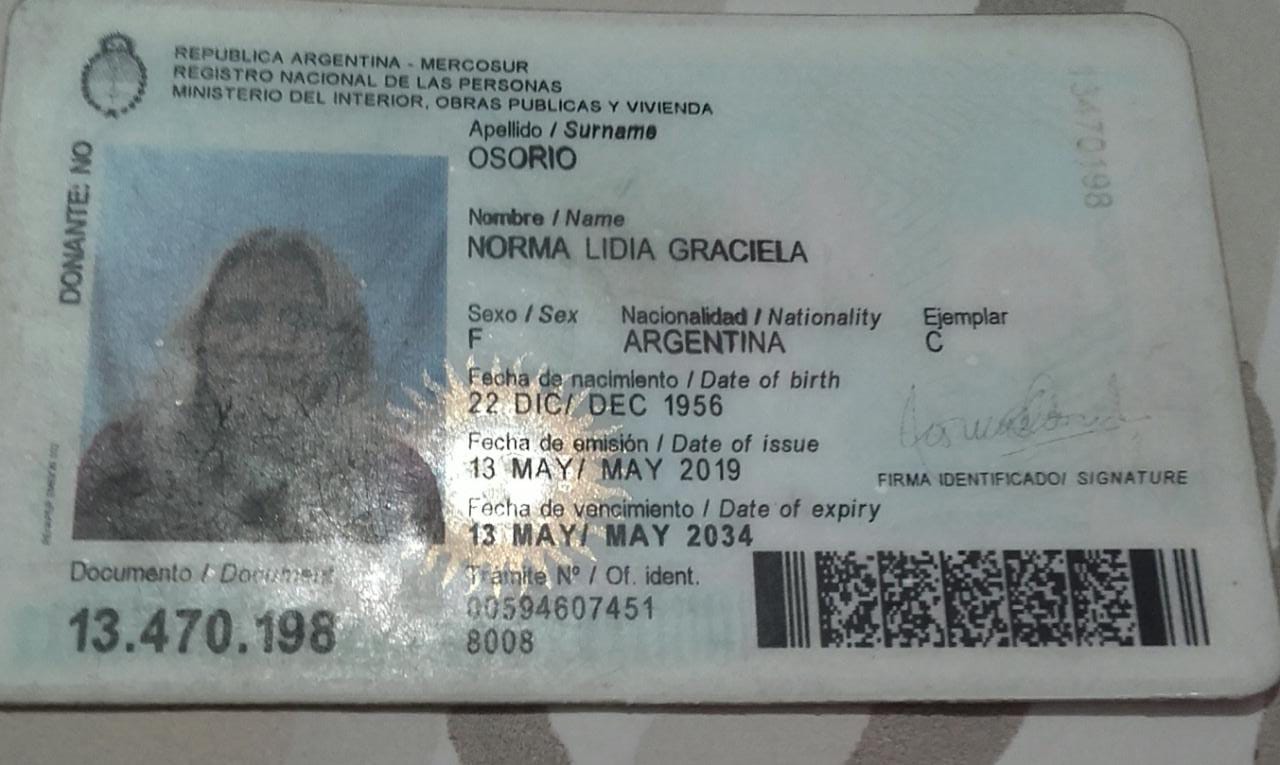 REPUBLICA ARGENTINA - MERCOSUR
REGISTRO NACIONAL DE LAS PERSONAS
MINISTERIO DEL INTERIOR, OBRAS PUBLICAS Y VIVIENDA
DONANTE: NO
Apellido / Surname
OSORIO
Nombre / Name
NORMA LIDIA GRACIELA
Sexo / Sex Nacionalidad / Nationality Ejemplar
F ARGENTINA C
Fecha de nacimiento / Date of birth
22 DIC/ DEC 1956
Fecha de emisión / Date of issue
13 MAY/ MAY 2019
FIRMA IDENTIFICADO/ SIGNATURE
Fecha de vencimiento / Date of expiry
13 MAY/ MAY 2034
Documento / Document
13.470.198
Trámite Nº / Of. ident.
00594607451
8008
13470198